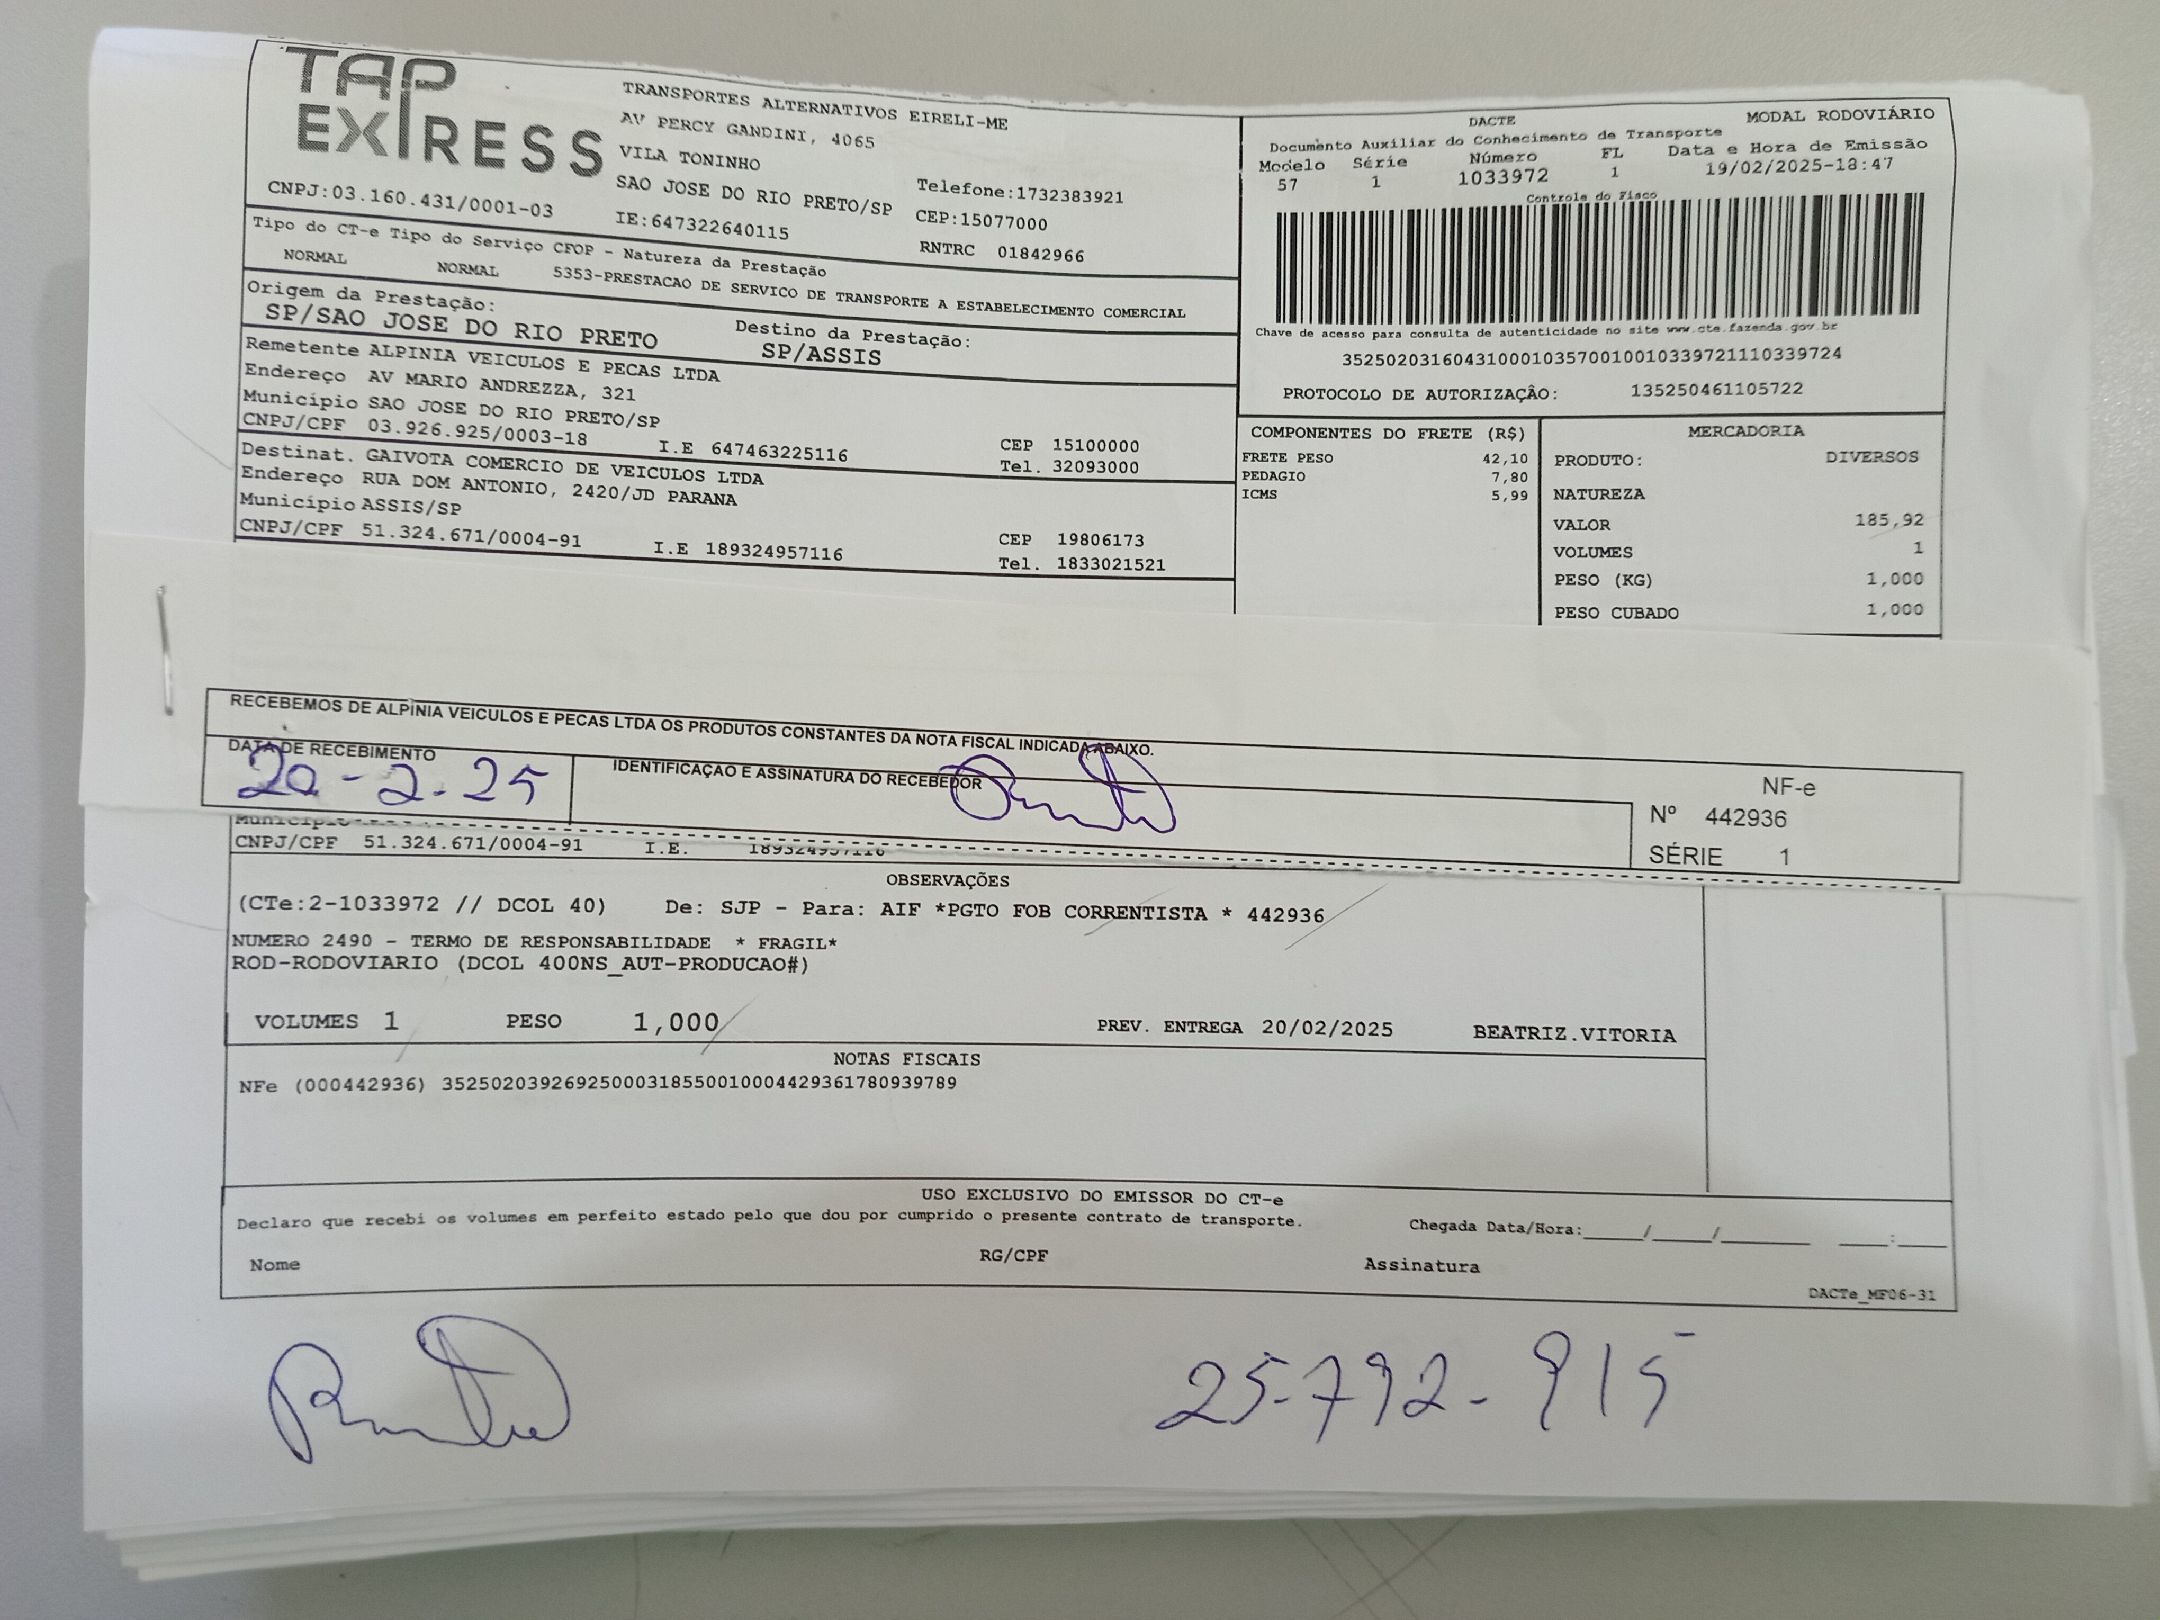 TAP
EXPRESS
TRANSPORTES ALTERNATIVOS EIRELI-ME
AV PERCY GANDINI, 4065
VILA TONINHO
SAO JOSE DO RIO PRETO/SP
Telefone:1732383921
CNPJ:03.160.431/0001-03
IE:647322640115
CEP:15077000
RNTRC 01842966
Tipo do CT-e Tipo do Serviço CFOP - Natureza da Prestação
NORMAL NORMAL 5353-PRESTACAO DE SERVICO DE TRANSPORTE A ESTABELECIMENTO COMERCIAL
Origem da Prestação:
SP/SAO JOSE DO RIO PRETO
Destino da Prestação:
SP/ASSIS
Remetente ALPINIA VEICULOS E PECAS LTDA
Endereço AV MARIO ANDREZZA, 321
Município SAO JOSE DO RIO PRETO/SP
CNPJ/CPF 03.926.925/0003-18 I.E 647463225116
CEP 15100000
Tel. 32093000
Destinat. GAIVOTA COMERCIO DE VEICULOS LTDA
Endereço RUA DOM ANTONIO, 2420/JD PARANA
Município ASSIS/SP
CNPJ/CPF 51.324.671/0004-91 I.E 189324957116
CEP 19806173
Tel. 1833021521
DACTE
MODAL RODOVIÁRIO
Documento Auxiliar do Conhecimento de Transporte
Modelo Série Número FL Data e Hora de Emissão
57 1 1033972 1 19/02/2025-18:47
Controle do Fisco
Chave de acesso para consulta de autenticidade no site www.cte.fazenda.gov.br
35250203160431000103570010010339721110339724
PROTOCOLO DE AUTORIZAÇÂO: 135250461105722
COMPONENTES DO FRETE (R$)
FRETE PESO 42,10
PEDAGIO 7,80
ICMS 5,99
MERCADORIA
PRODUTO: DIVERSOS
NATUREZA
VALOR 185,92
VOLUMES 1
PESO (KG) 1,000
PESO CUBADO 1,000
RECEBEMOS DE ALPINIA VEICULOS E PECAS LTDA OS PRODUTOS CONSTANTES DA NOTA FISCAL INDICADA ABAIXO.
DATA DE RECEBIMENTO
20-2-25
IDENTIFICAÇÃO E ASSINATURA DO RECEBEDOR
NF-e
Nº 442936
SÉRIE 1
Município
CNPJ/CPF 51.324.671/0004-91 I.E. 189324957116
OBSERVAÇÕES
(CTe:2-1033972 // DCOL 40) De: SJP - Para: AIF *PGTO FOB CORRENTISTA * 442936
NUMERO 2490 - TERMO DE RESPONSABILIDADE * FRAGIL*
ROD-RODOVIARIO (DCOL 400NS_AUT-PRODUCAO#)
VOLUMES 1 PESO 1,000 PREV. ENTREGA 20/02/2025 BEATRIZ.VITORIA
NOTAS FISCAIS
NFe (000442936) 35250203926925000318550010004429361780939789
USO EXCLUSIVO DO EMISSOR DO CT-e
Declaro que recebi os volumes em perfeito estado pelo que dou por cumprido o presente contrato de transporte.
Chegada Data/Hora:_____/_____/________ ____:____
Nome RG/CPF Assinatura
DACTe_MF06-31
25-792-915